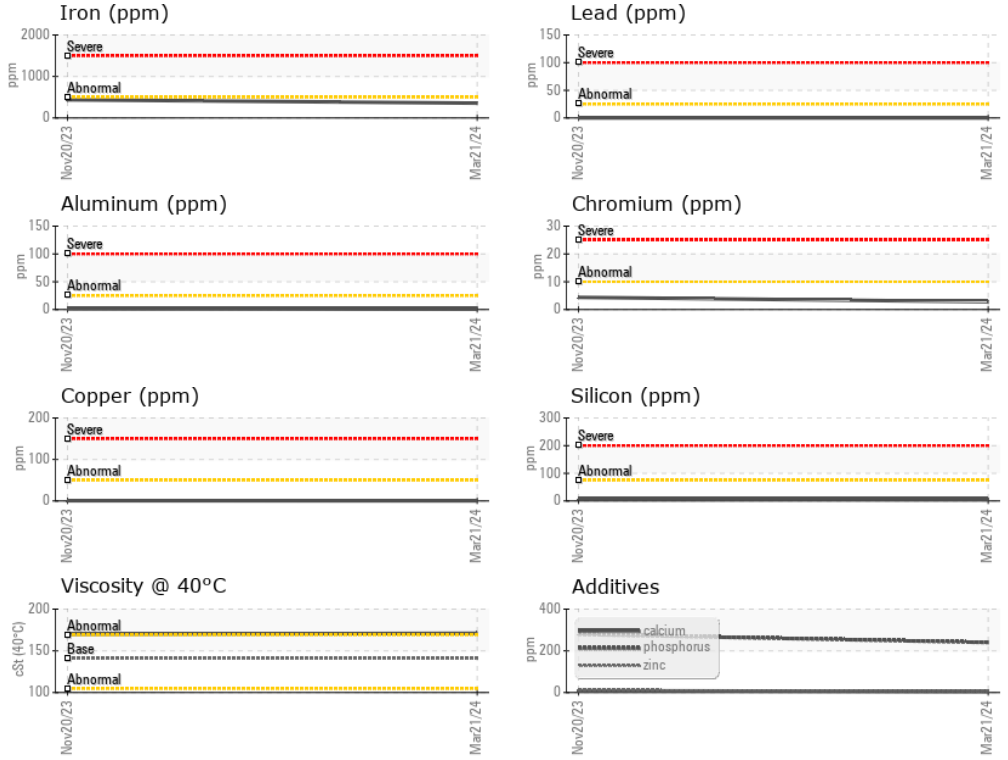 Iron (ppm)
2000
1000
0
ppm
Severe
Abnormal
Nov20/23
Mar21/24
Lead (ppm)
150
100
50
0
ppm
Severe
Abnormal
Nov20/23
Mar21/24
Aluminum (ppm)
150
100
50
0
ppm
Severe
Abnormal
Nov20/23
Mar21/24
Chromium (ppm)
30
20
10
0
ppm
Severe
Abnormal
Nov20/23
Mar21/24
Copper (ppm)
200
100
0
ppm
Severe
Abnormal
Nov20/23
Mar21/24
Silicon (ppm)
300
200
100
0
ppm
Severe
Abnormal
Nov20/23
Mar21/24
Viscosity @ 40°C
200
150
100
cSt (40°C)
Abnormal
Base
Abnormal
Nov20/23
Mar21/24
Additives
400
200
0
ppm
calcium
phosphorus
zinc
Nov20/23
Mar21/24